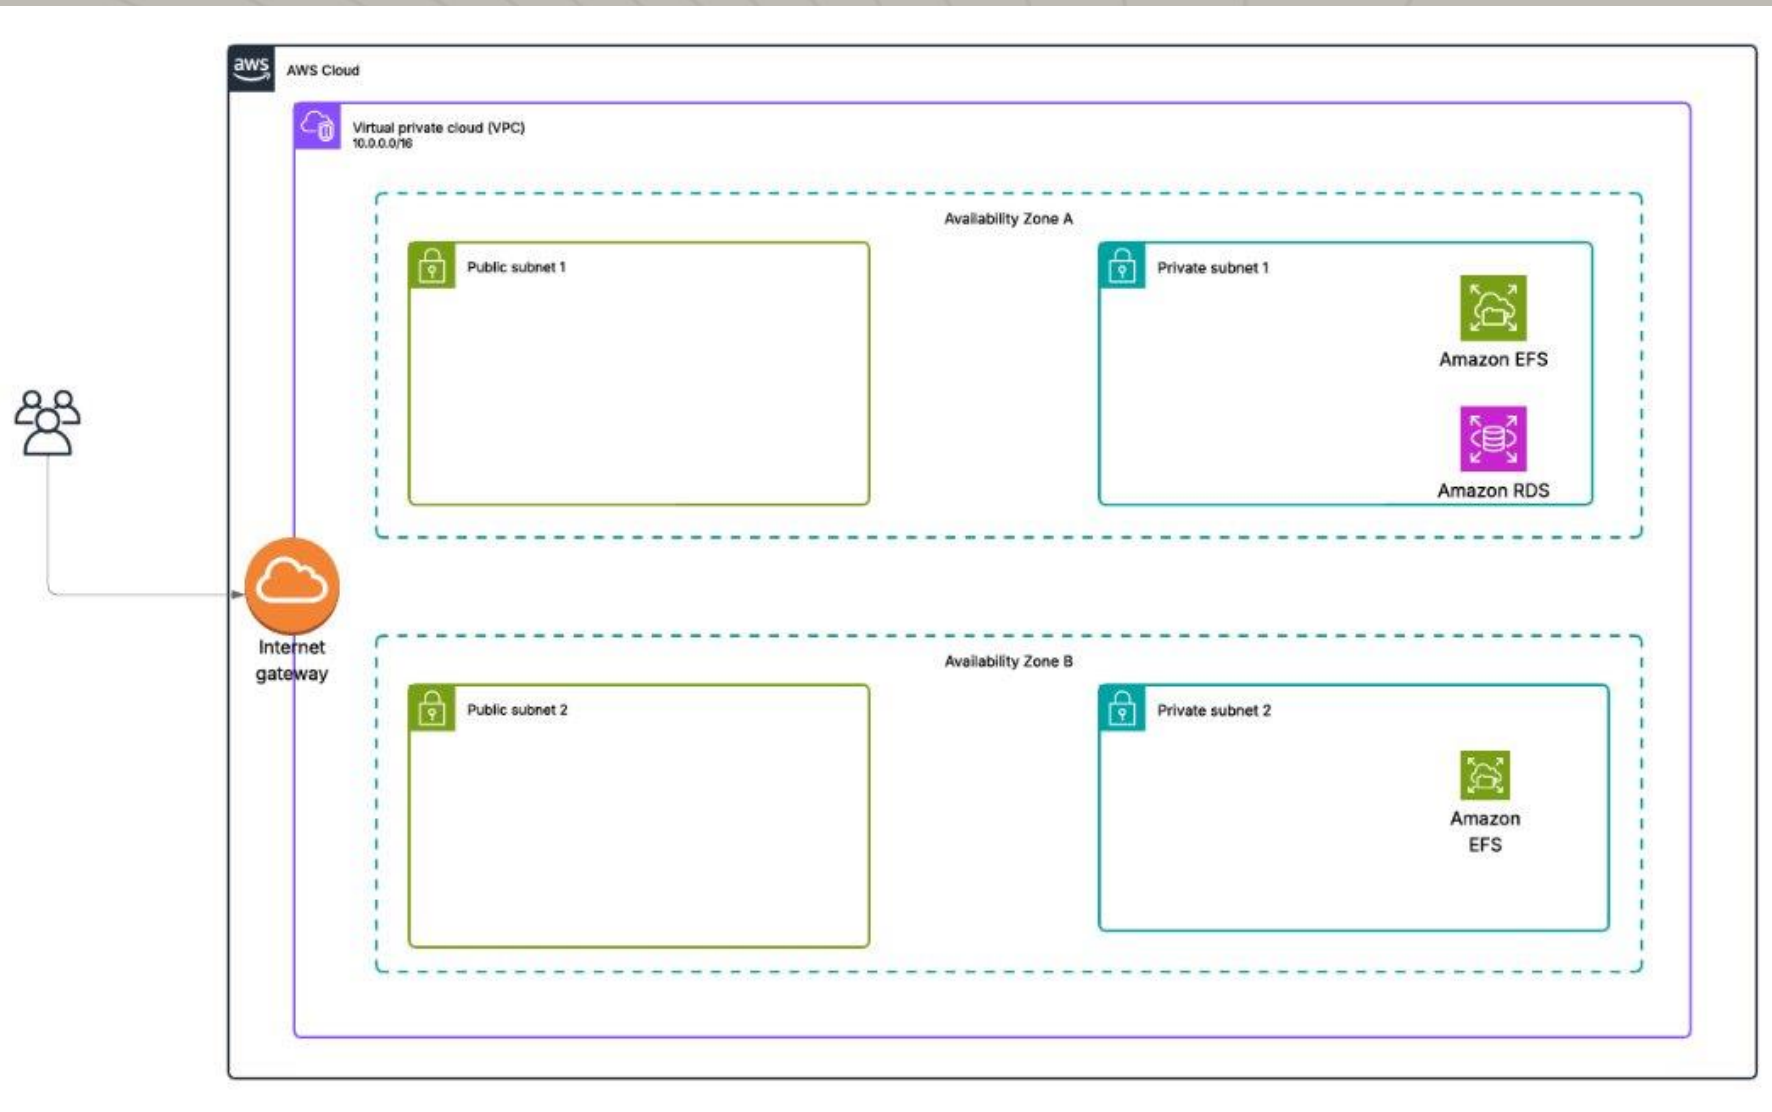 aws
AWS Cloud
Virtual private cloud (VPC)
10.0.0.0/16
Availability Zone A
Public subnet 1
Private subnet 1
Amazon EFS
Amazon RDS
Internet
gateway
Availability Zone B
Public subnet 2
Private subnet 2
Amazon
EFS